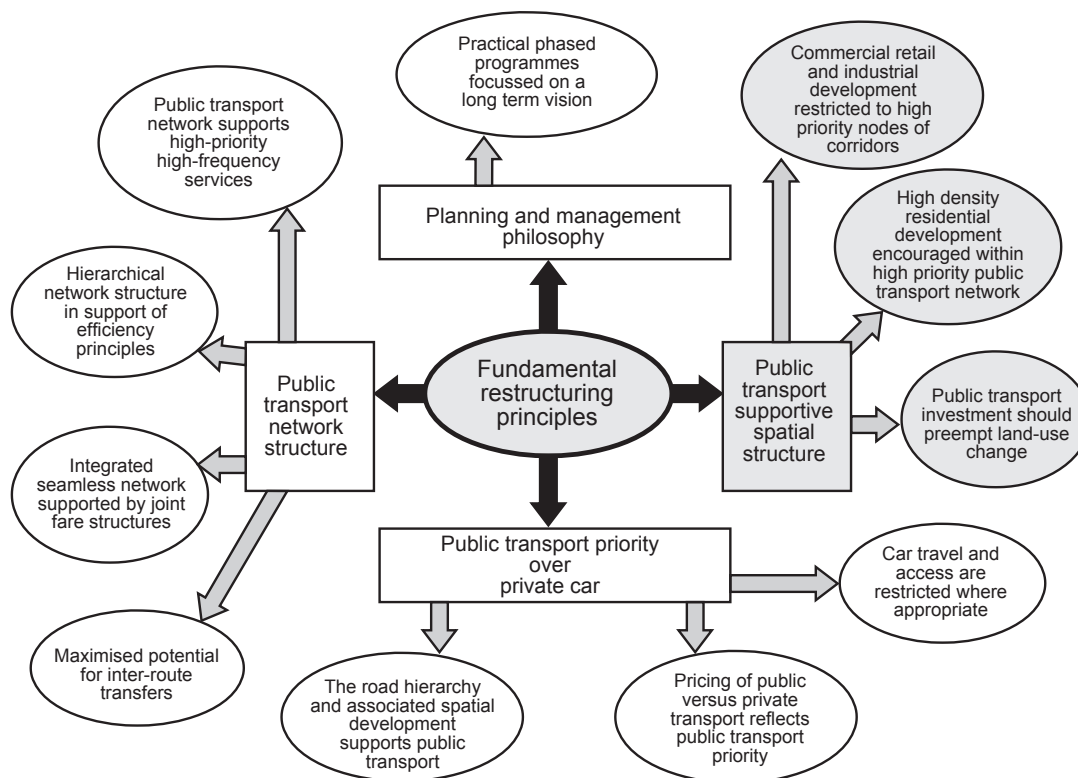 Practical phased
programmes
focussed on a
long term vision
Commercial retail
and industrial
development
restricted to high
priority nodes of
corridors
Public transport
network supports
high-priority
high-frequency
services
Planning and management
philosophy
High density
residential
development
encouraged within
high priority public
transport network
Hierarchical
network structure
in support of
efficiency
principles
Fundamental
restructuring
principles
Public
transport
network
structure
Public
transport
supportive
spatial
structure
Public transport
investment should
preempt land-use
change
Integrated
seamless network
supported by joint
fare structures
Public transport priority
over
private car
Car travel and
access are
restricted where
appropriate
Maximised potential
for inter-route
transfers
The road hierarchy
and associated spatial
development
supports public
transport
Pricing of public
versus private
transport reflects
public transport
priority